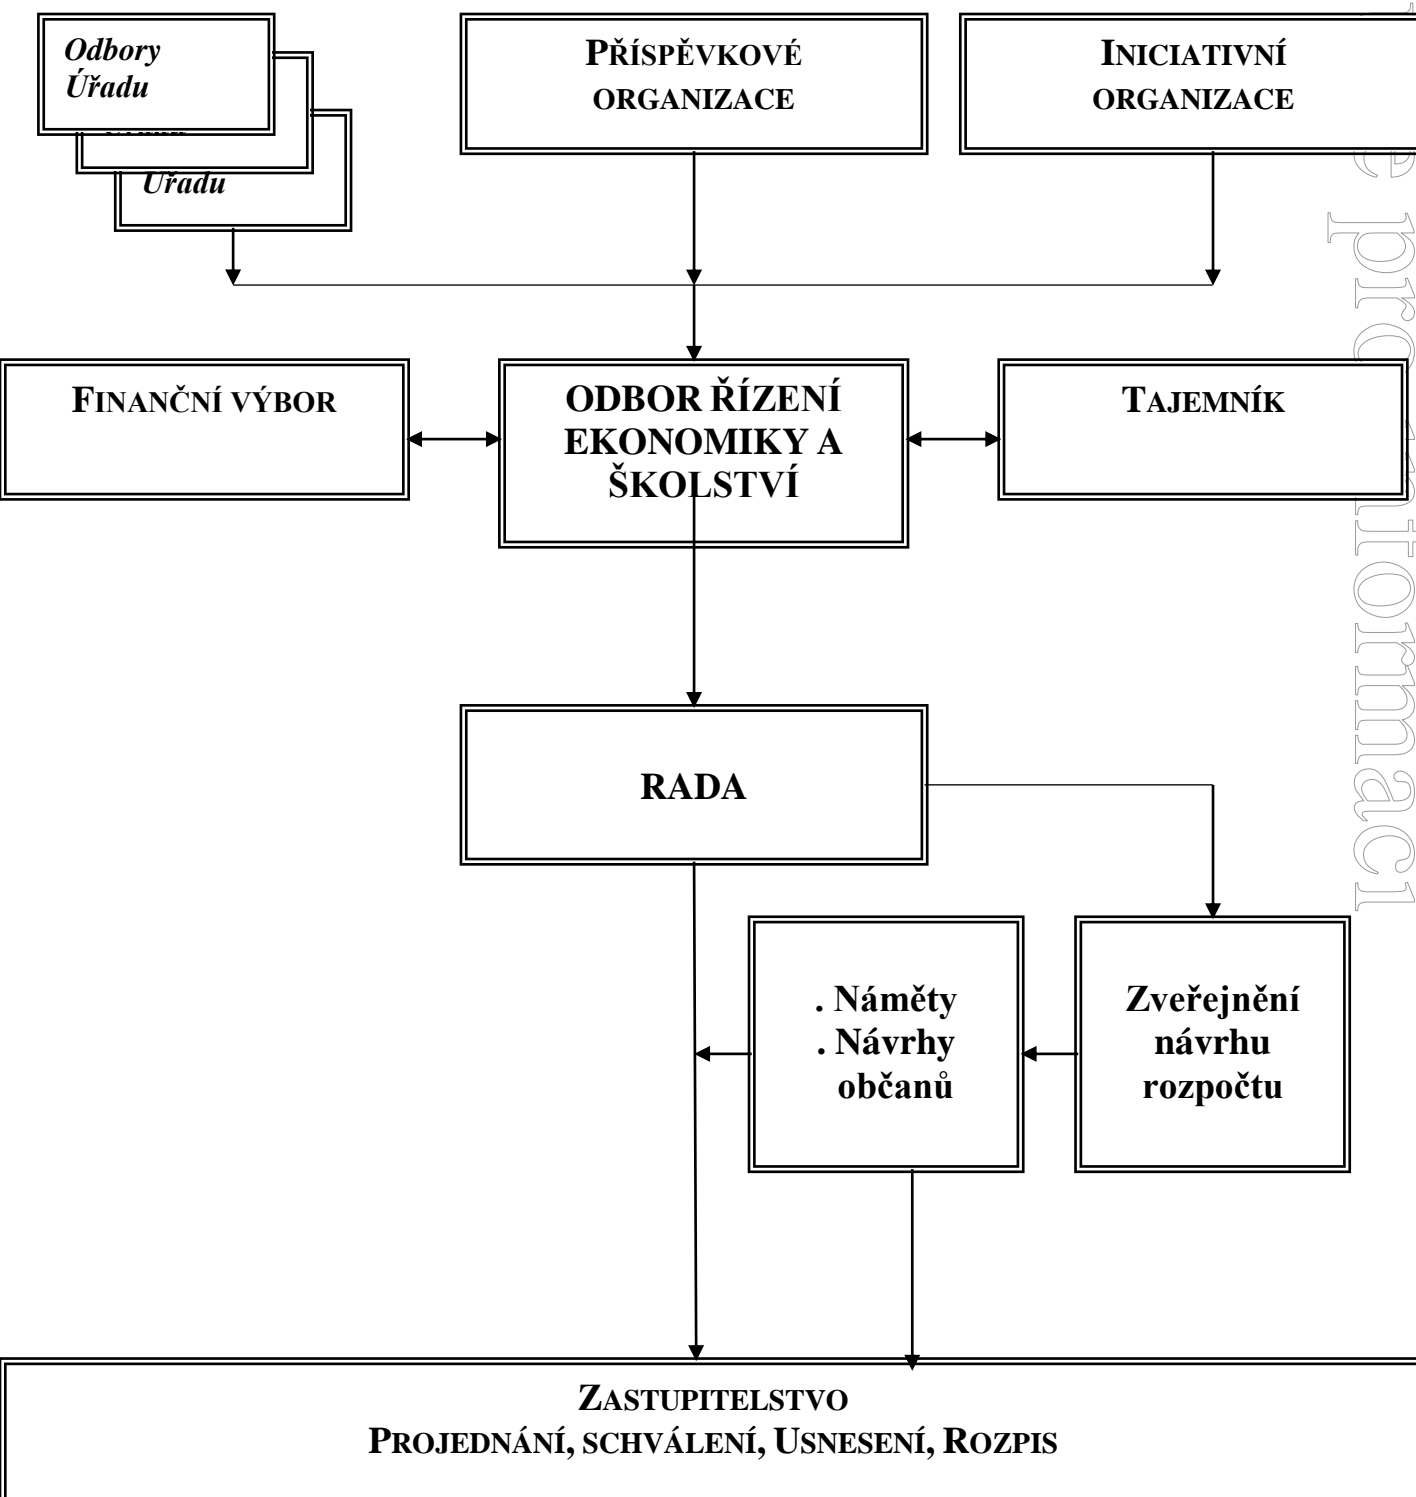 Odbory
Úřadu
Úřadu
PŘÍSPĚVKOVÉ
ORGANIZACE
INICIATIVNÍ
ORGANIZACE
FINANČNÍ VÝBOR
ODBOR ŘÍZENÍ
EKONOMIKY A
ŠKOLSTVÍ
TAJEMNÍK
RADA
. Náměty
. Návrhy
občanů
Zveřejnění
návrhu
rozpočtu
ZASTUPITELSTVO
PROJEDNÁNÍ, SCHVÁLENÍ, USNESENÍ, ROZPIS